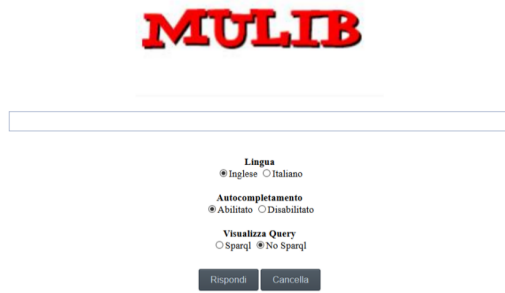 MULIB
Lingua
Inglese Italiano
Autocompletamento
Abilitato Disabilitato
Visualizza Query
Sparql No Sparql
Rispondi Cancella